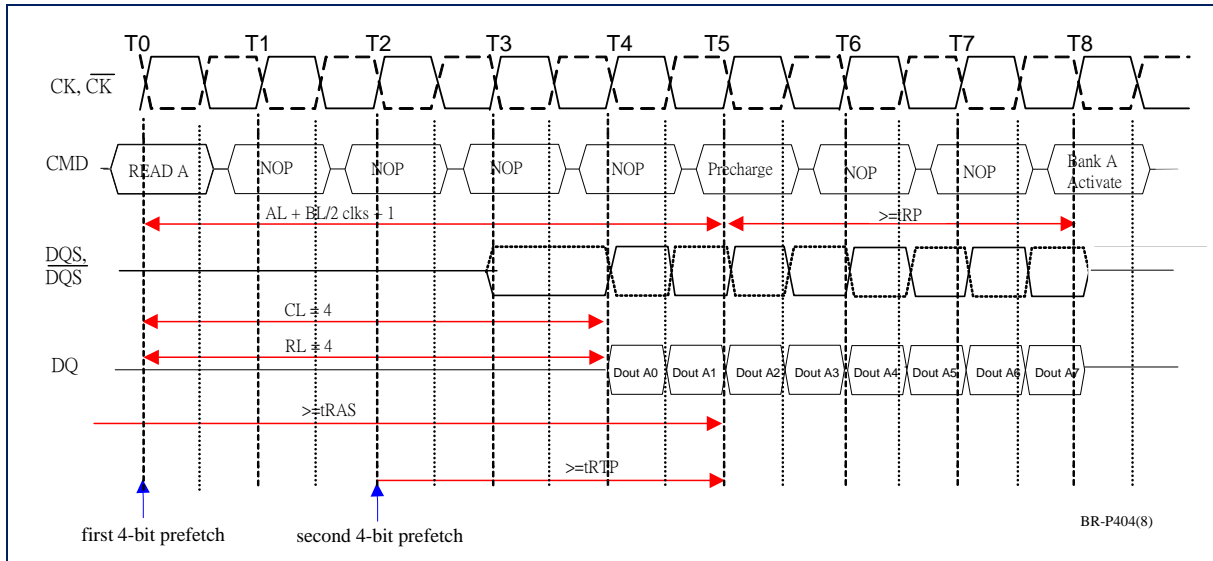 T0 T1 T2 T3 T4 T5 T6 T7 T8
CK, CK
CMD READ A NOP NOP NOP NOP Precharge NOP NOP Bank A Activate
AL + BL/2 clks + 1 >=tRP
DQS,
DQS
CL = 4
RL = 4
DQ Dout A0 Dout A1 Dout A2 Dout A3 Dout A4 Dout A5 Dout A6 Dout A7
>=tRAS
>=tRTP
first 4-bit prefetch second 4-bit prefetch
BR-P404(8)